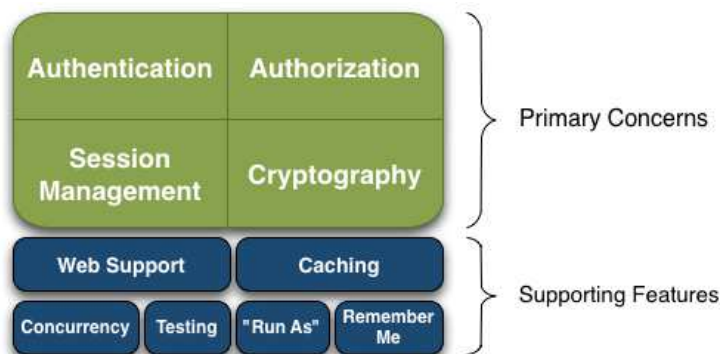 Authentication
Authorization
Primary Concerns
Session
Management
Cryptography
Web Support
Caching
Supporting Features
Concurrency
Testing
"Run As"
Remember
Me